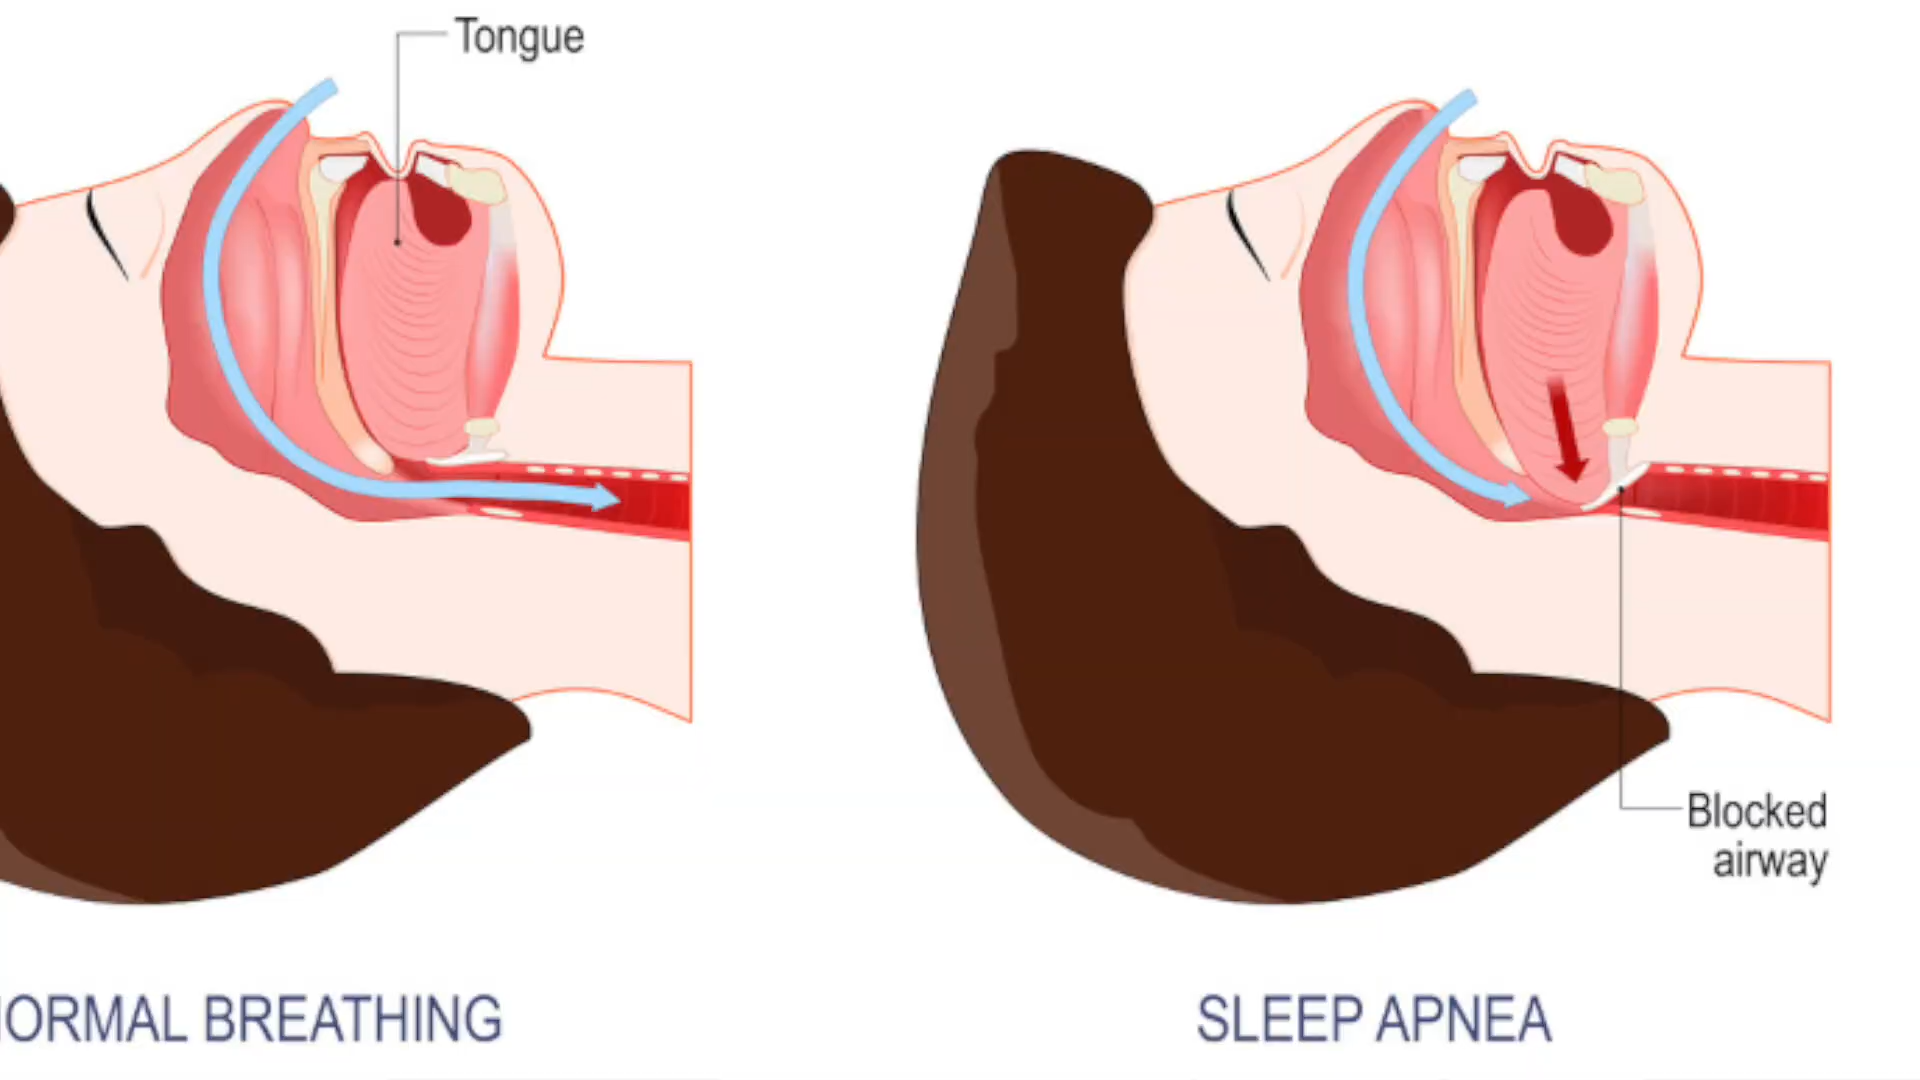 Tongue
Blocked
airway
ORMAL BREATHING
SLEEP APNEA